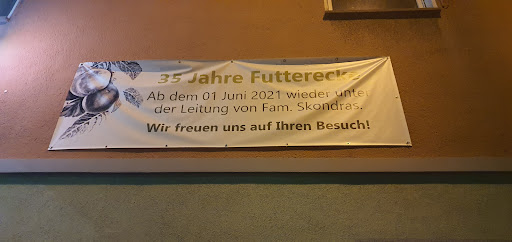 35 Jahre Futterecke
Ab dem 01 Juni 2021 wieder unter
der Leitung von Fam. Skondras.
Wir freuen uns auf Ihren Besuch!